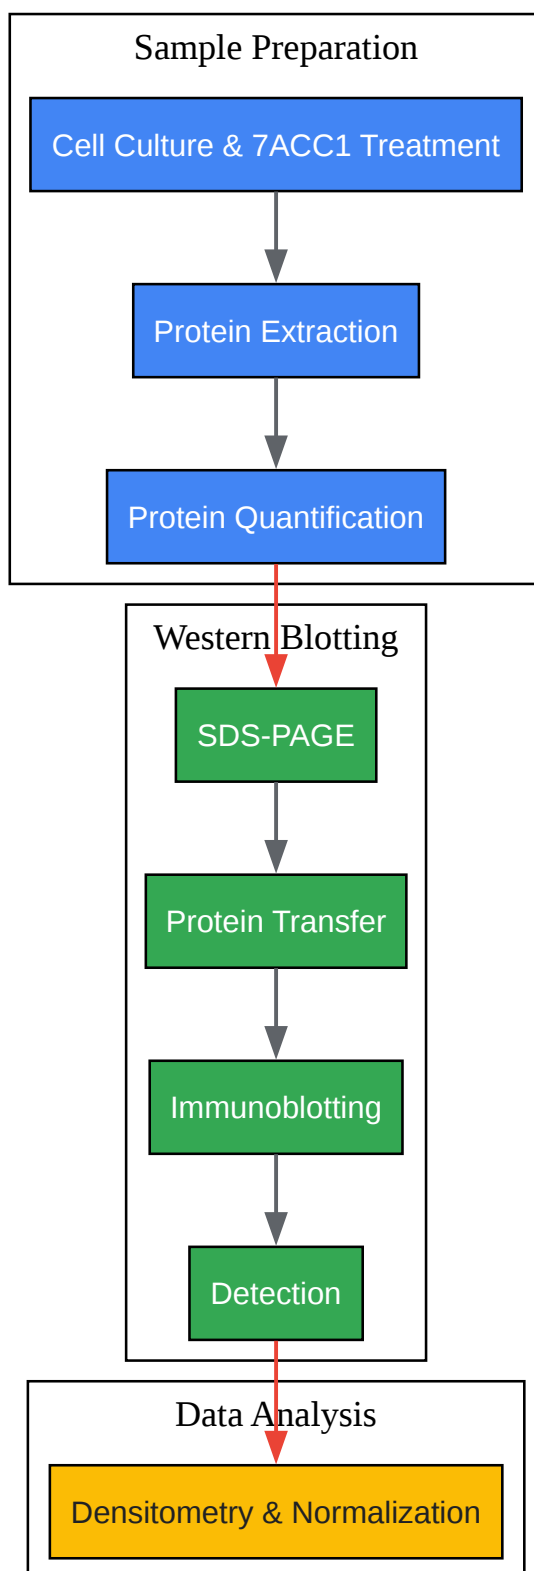 Sample Preparation
Cell Culture & 7ACC1 Treatment
Protein Extraction
Protein Quantification
Western Blotting
SDS-PAGE
Protein Transfer
Immunoblotting
Detection
Data Analysis
Densitometry & Normalization